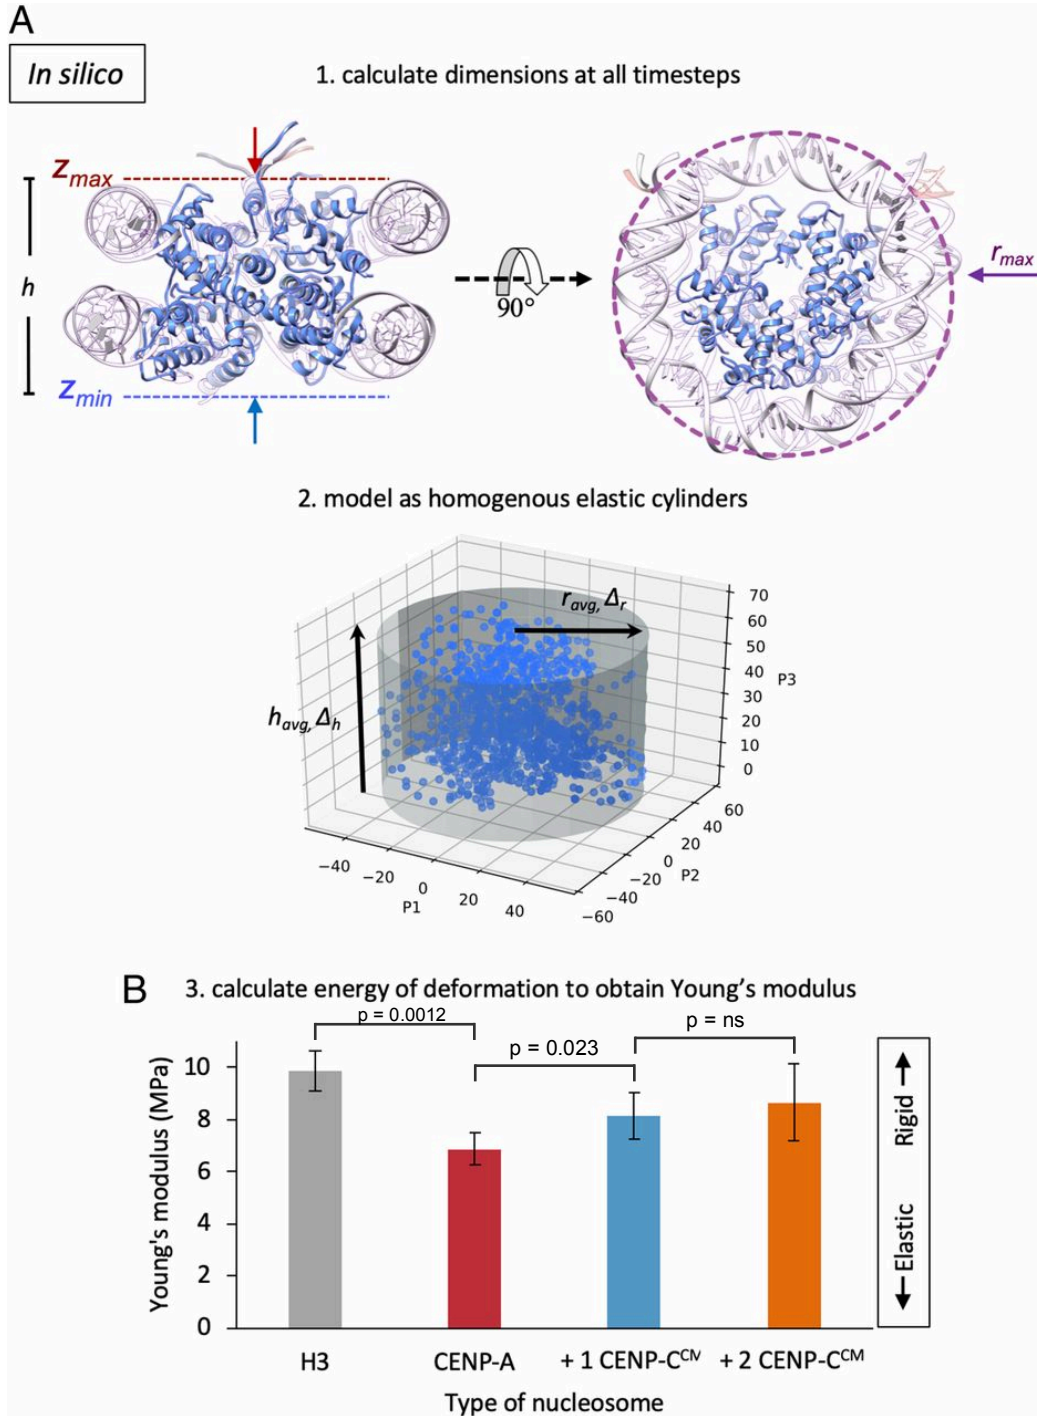 A
In silico
1. calculate dimensions at all timesteps
zmax
h
zmin
90°
rmax
2. model as homogenous elastic cylinders
ravg, Δr
havg, Δh
70
60
50
40
30
20
10
0
P3
60
40
20
0
−20
−40
−60
P2
−40
−20
0
20
40
P1
B
3. calculate energy of deformation to obtain Young's modulus
p = 0.0012
p = 0.023
p = ns
Young's modulus (MPa)
10
8
6
4
2
0
Rigid
Elastic
H3
CENP-A
+ 1 CENP-CCM
+ 2 CENP-CCM
Type of nucleosome